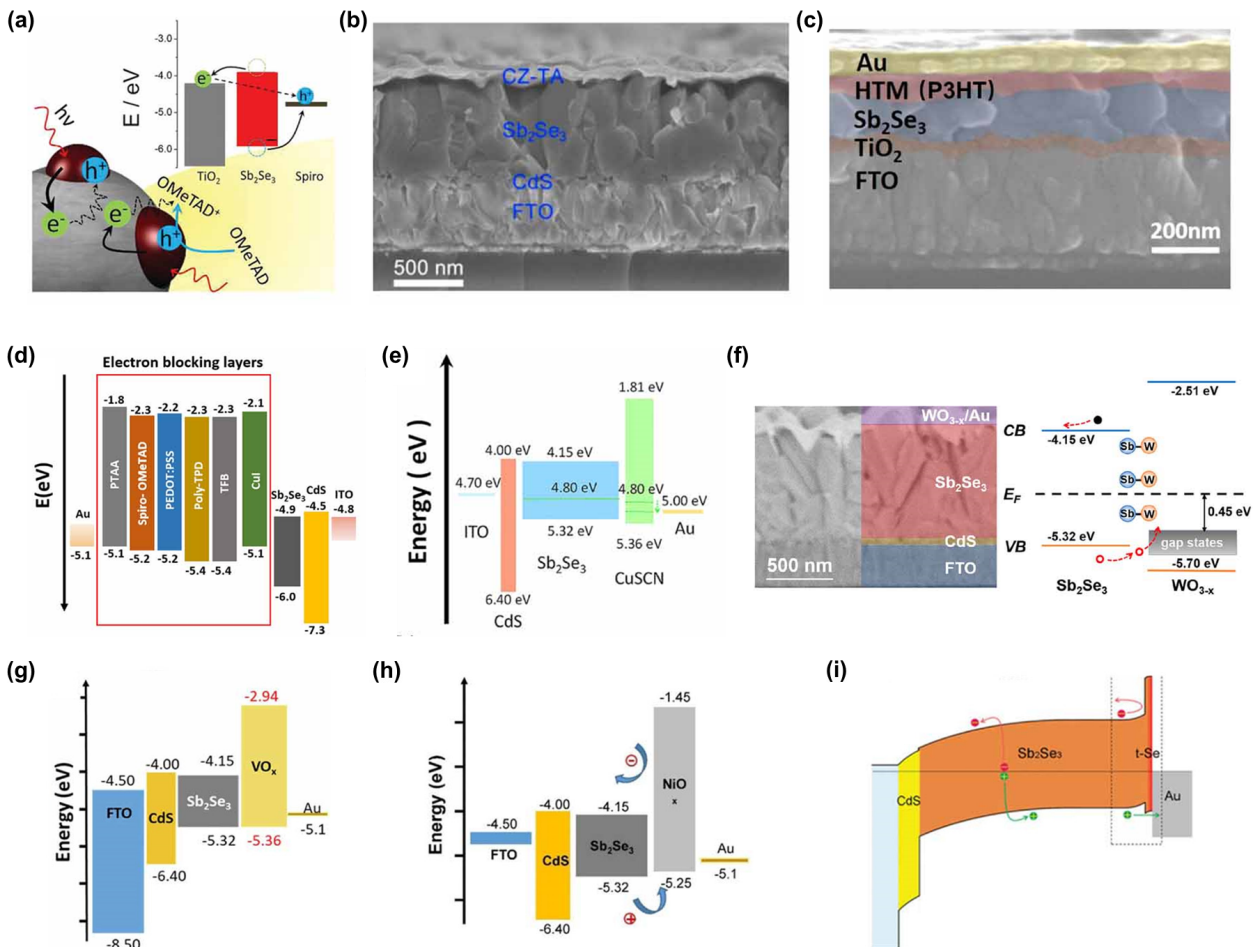 (a)
-3.0
-4.0
-5.0
-6.0
E / eV
e-
h+
TiO2
Sb2Se3
Spiro
hν
h+
e-
e-
h+
OMeTAD+
OMeTAD
(b)
CZ-TA
Sb2Se3
CdS
FTO
500 nm
(c)
Au
HTM (P3HT)
Sb2Se3
TiO2
FTO
200nm
(d)
Electron blocking layers
E(eV)
Au
-5.1
-1.8
PTAA
-5.1
-2.3
Spiro- OMeTAD
-5.2
-2.2
PEDOT:PSS
-5.2
-2.3
Poly-TPD
-5.4
-2.3
TFB
-5.4
-2.1
CuI
-5.1
Sb2Se3
-4.9
-6.0
CdS
-4.5
-7.3
ITO
-4.8
(e)
Energy ( eV)
4.70 eV
ITO
4.00 eV
6.40 eV
CdS
4.15 eV
4.80 eV
5.32 eV
Sb2Se3
1.81 eV
4.80 eV
5.36 eV
CuSCN
5.00 eV
Au
(f)
WO3-x/Au
Sb2Se3
CdS
FTO
500 nm
CB
-4.15 eV
EF
VB
-5.32 eV
Sb2Se3
Sb-W
Sb-W
Sb-W
-2.51 eV
0.45 eV
gap states
-5.70 eV
WO3-x
(g)
Energy (eV)
-4.50
FTO
-8.50
-4.00
CdS
-6.40
-4.15
Sb2Se3
-5.32
-2.94
VOx
-5.36
Au
-5.1
(h)
Energy (eV)
-4.50
FTO
-4.00
CdS
-6.40
-4.15
Sb2Se3
-5.32
-1.45
NiO
x
-5.25
Au
-5.1
(i)
CdS
Sb2Se3
t-Se
Au